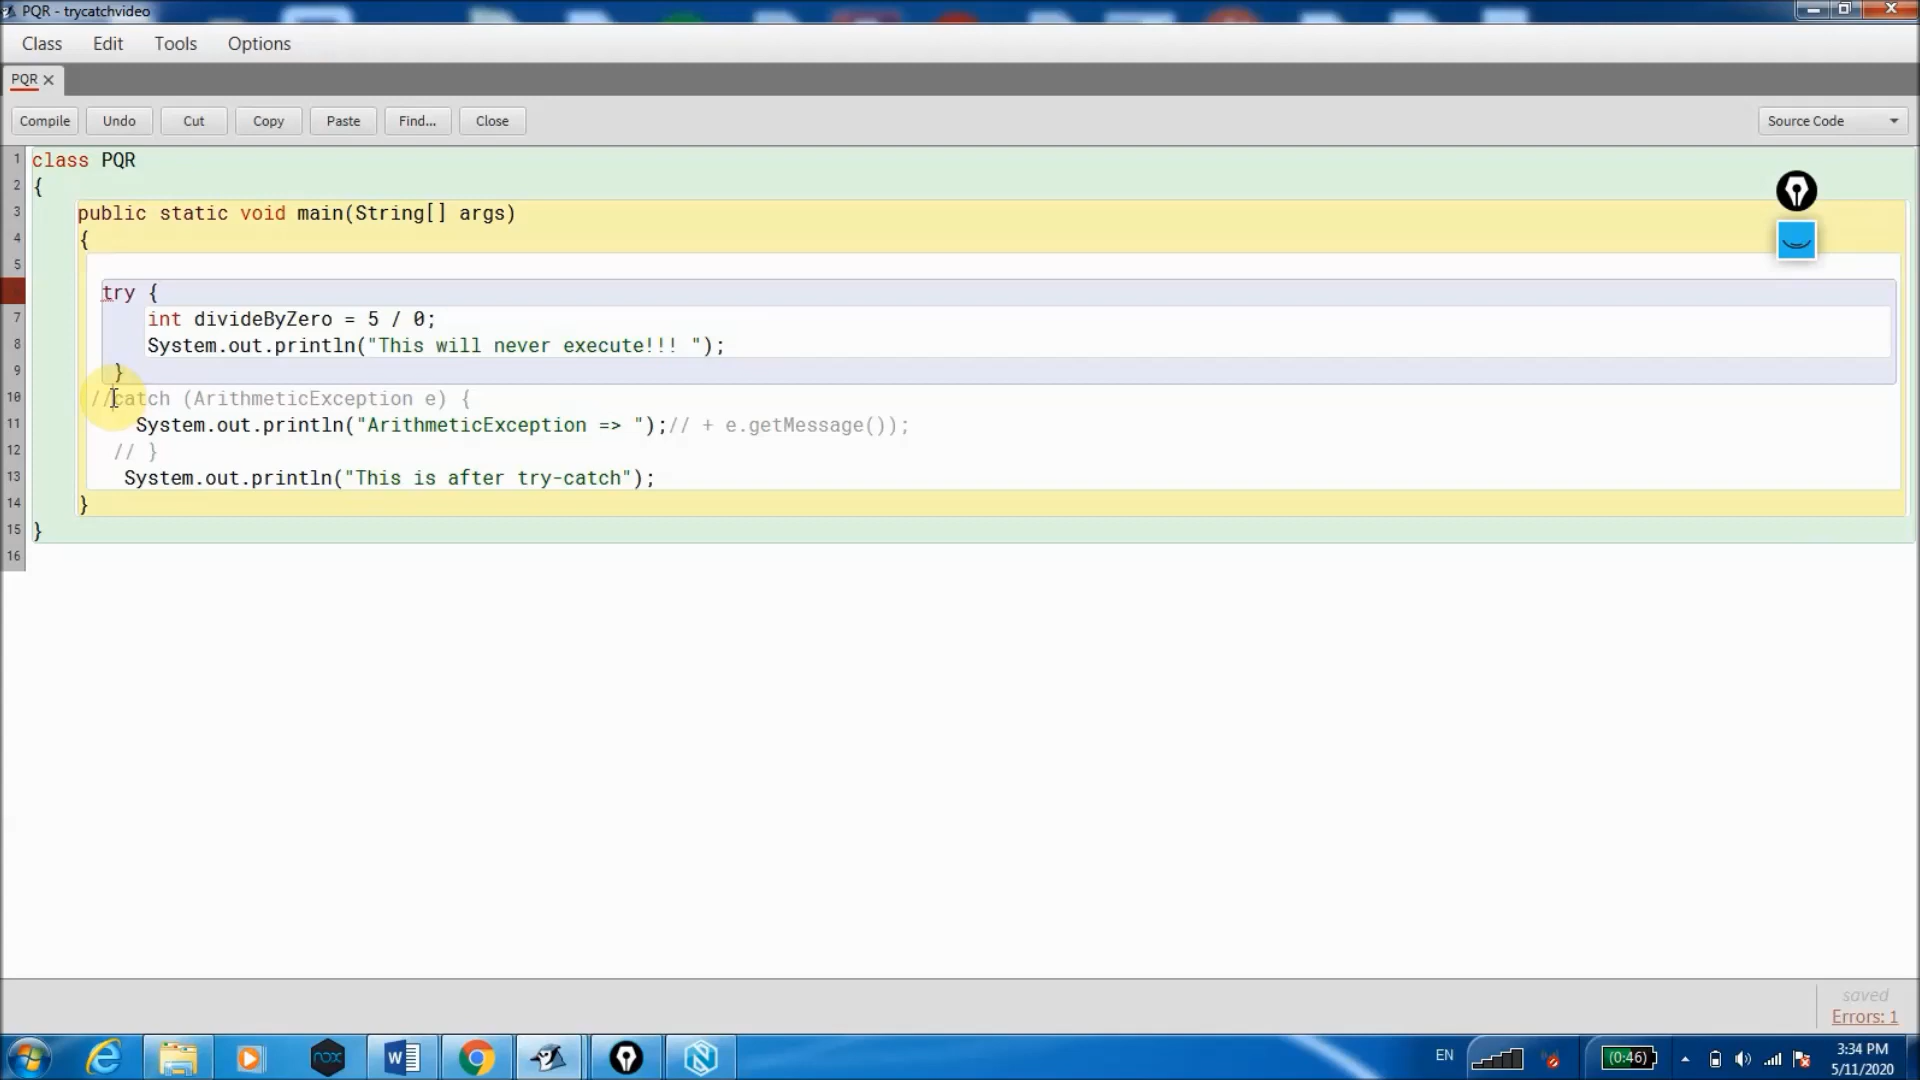 PQR - trycatchvideo
Class Edit Tools Options
PQR
Compile Undo Cut Copy Paste Find... Close Source Code
1 class PQR
2 {
3 public static void main(String[] args)
4 {
5
try {
7 int divideByZero = 5 / 0;
8 System.out.println("This will never execute!!! ");
9 }
10 //catch (ArithmeticException e) {
11 System.out.println("ArithmeticException => ");// + e.getMessage());
12 // }
13 System.out.println("This is after try-catch");
14 }
15 }
16
saved
Errors: 1
nox
W
N
EN
(0:46)
3:34 PM
5/11/2020